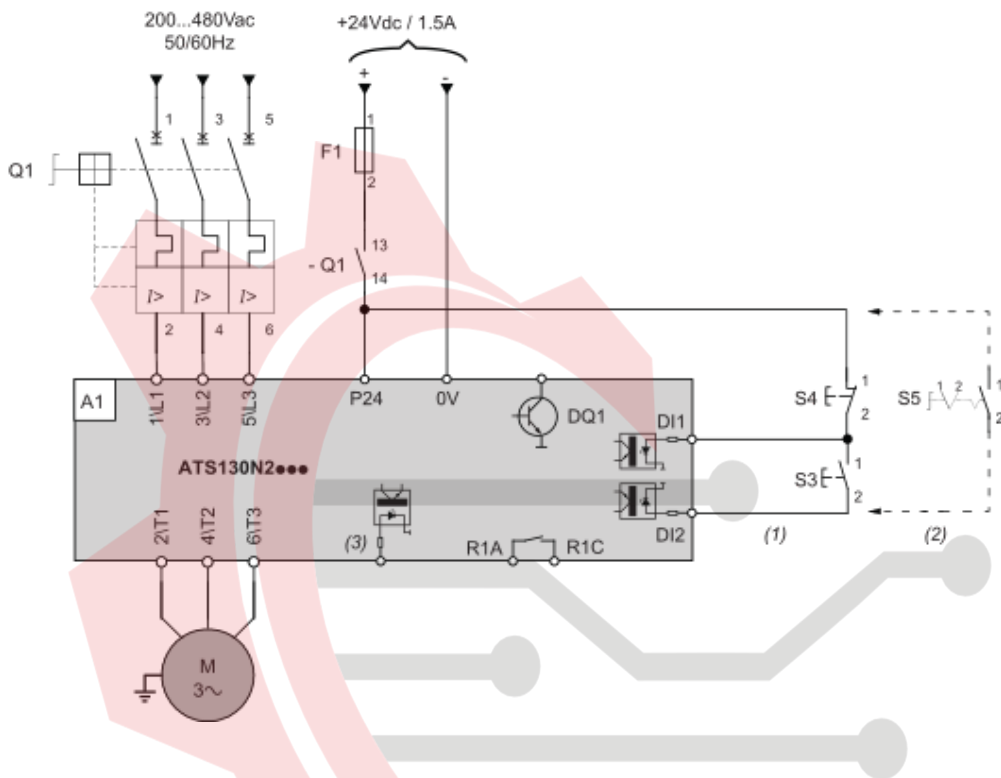 200...480Vac
50/60Hz
+24Vdc / 1.5A
+
-
1
3
5
1
F1
2
Q1
13
- Q1
14
I>
I>
I>
2
4
6
A1
1\L1
3\L2
5\L3
P24
0V
DQ1
DI1
S4
1
2
S5
1
2
1
2
ATS130N2●●●
S3
1
2
2\T1
4\T2
6\T3
(3)
R1A
R1C
DI2
(1)
(2)
M
3~